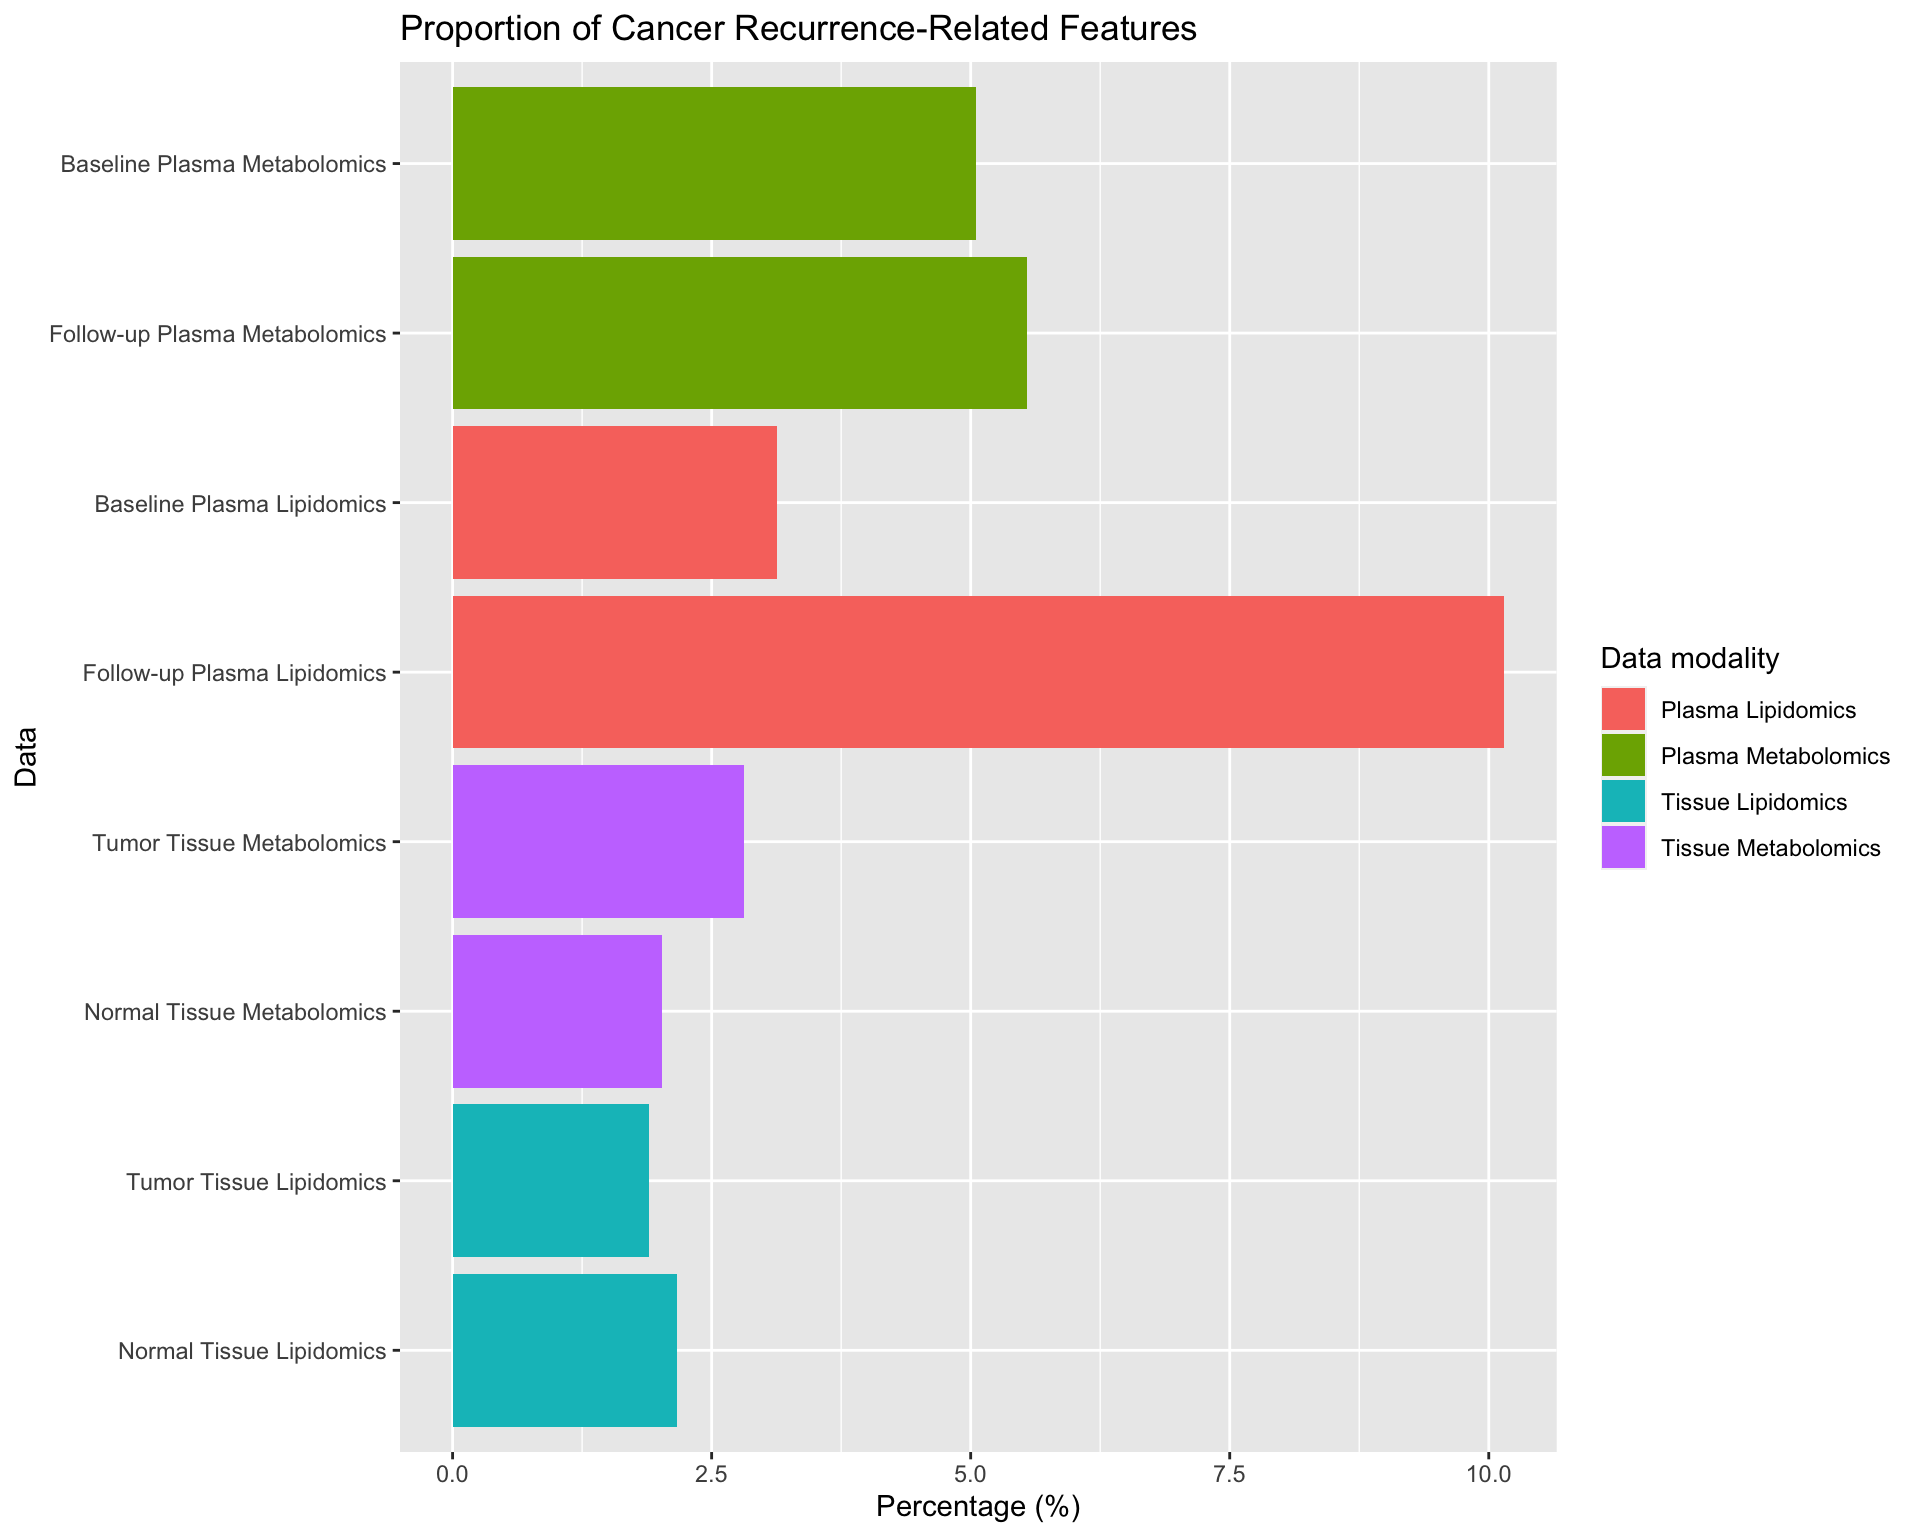 Proportion of Cancer Recurrence-Related Features
Data
Baseline Plasma Metabolomics
Follow-up Plasma Metabolomics
Baseline Plasma Lipidomics
Follow-up Plasma Lipidomics
Tumor Tissue Metabolomics
Normal Tissue Metabolomics
Tumor Tissue Lipidomics
Normal Tissue Lipidomics
0.0 2.5 5.0 7.5 10.0
Percentage (%)
Data modality
Plasma Lipidomics
Plasma Metabolomics
Tissue Lipidomics
Tissue Metabolomics